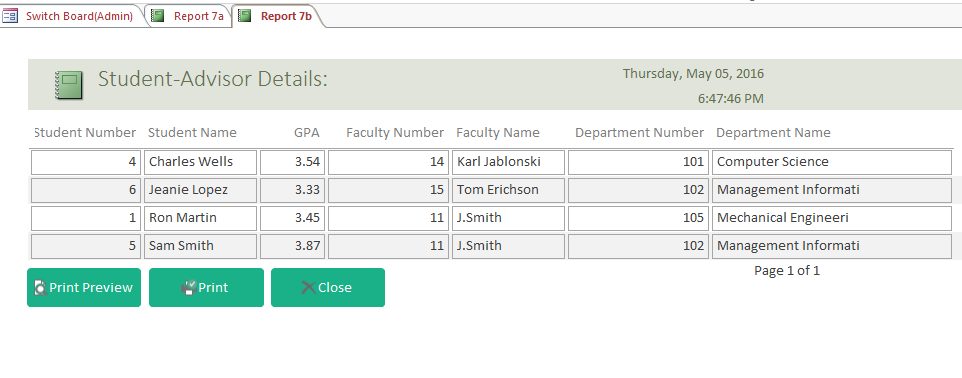 Switch Board(Admin) Report 7a Report 7b
Student-Advisor Details:
Thursday, May 05, 2016
6:47:46 PM
Student Number Student Name GPA Faculty Number Faculty Name Department Number Department Name
4 Charles Wells 3.54 14 Karl Jablonski 101 Computer Science
6 Jeanie Lopez 3.33 15 Tom Erichson 102 Management Informati
1 Ron Martin 3.45 11 J.Smith 105 Mechanical Engineeri
5 Sam Smith 3.87 11 J.Smith 102 Management Informati
Page 1 of 1
Print Preview Print Close